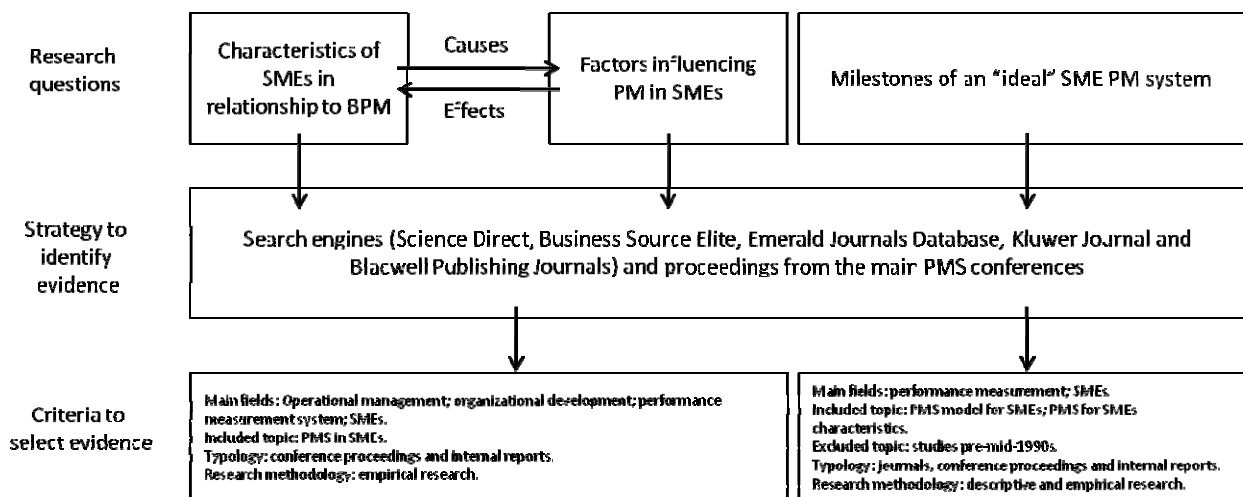 Research
questions
Characteristics of
SMEs in
relationship to BPM
Causes
Effects
Factors influencing
PM in SMEs
Milestones of an "ideal" SME PM system
Strategy to
identify
evidence
Search engines (Science Direct, Business Source Elite, Emerald Journals Database, Kluwer Journal and
Blacwell Publishing Journals) and proceedings from the main PMS conferences
Criteria to
select evidence
Main fields: Operational management; organizational development; performance
measurement system; SMEs.
Included topic: PMS in SMEs.
Typology: conference proceedings and internal reports.
Research methodology: empirical research.
Main fields: performance measurement; SMEs.
Included topic: PMS model for SMEs; PMS for SMEs
characteristics.
Excluded topic: studies pre-mid-1990s.
Typology: journals, conference proceedings and internal reports.
Research methodology: descriptive and empirical research.